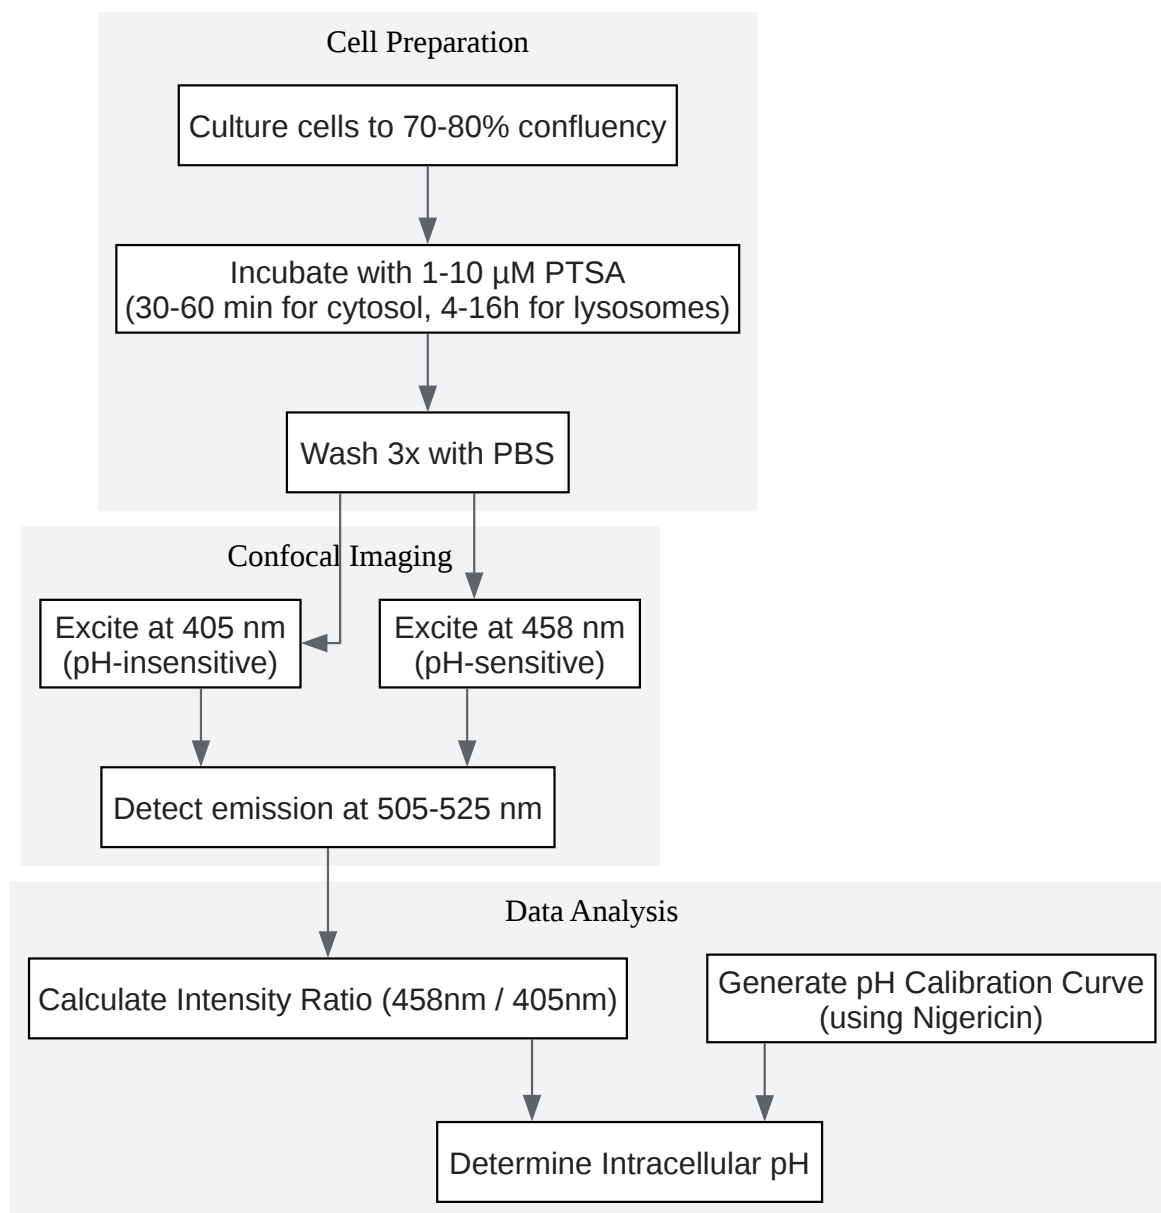 Cell Preparation
Culture cells to 70-80% confluency
Incubate with 1-10 µM PTSA
(30-60 min for cytosol, 4-16h for lysosomes)
Wash 3x with PBS
Confocal Imaging
Excite at 405 nm
(pH-insensitive)
Excite at 458 nm
(pH-sensitive)
Detect emission at 505-525 nm
Data Analysis
Calculate Intensity Ratio (458nm / 405nm)
Generate pH Calibration Curve
(using Nigericin)
Determine Intracellular pH